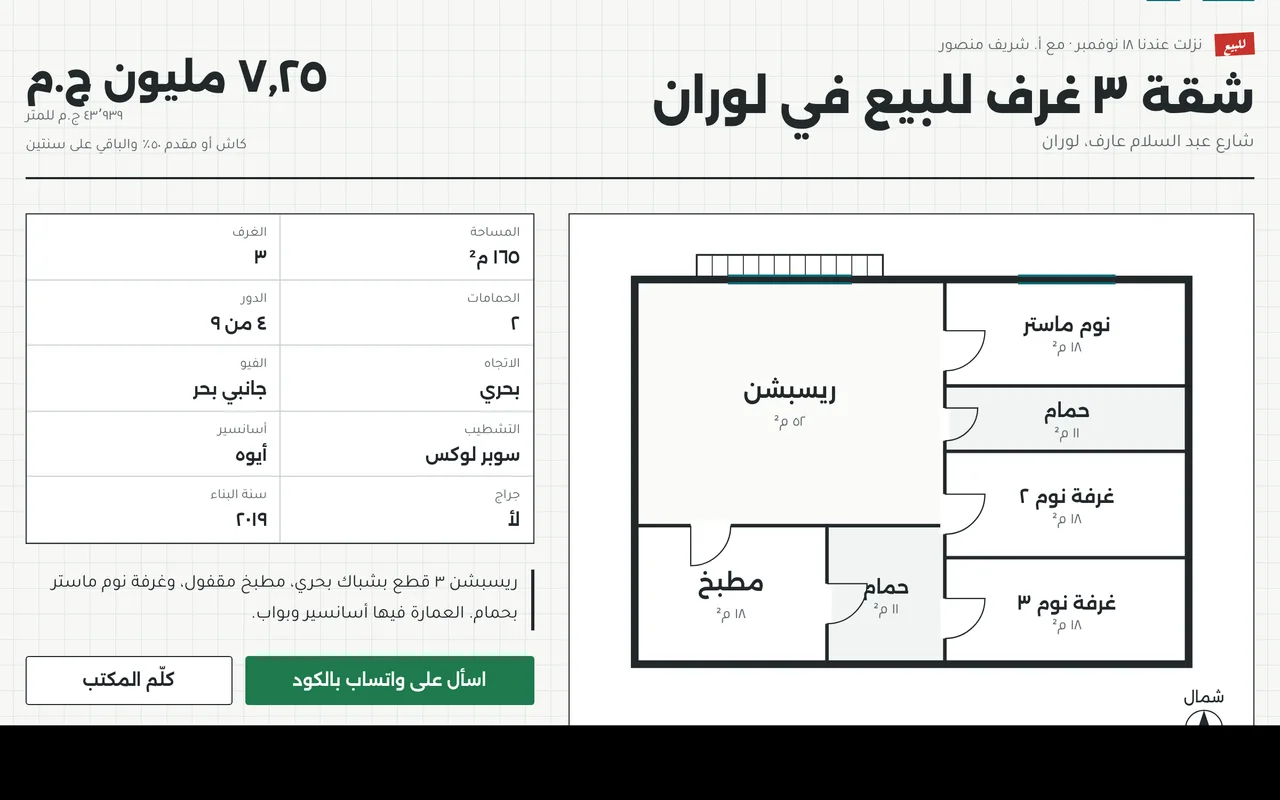 للبيع
نزلت عندنا ١٨ نوفمبر · مع أ. شريف منصور
شقة ٣ غرف للبيع في لوران
شارع عبد السلام عارف، لوران
٧,٢٥ مليون ج.م
٤٣٬٩٣٩ ج.م للمتر
كاش أو مقدم ٥٠٪ والباقي على سنتين
نوم ماستر
١٨ م²
ريسبشن
٥٢ م²
حمام
١١ م²
غرفة نوم ٢
١٨ م²
غرفة نوم ٣
١٨ م²
حمام
١١ م²
مطبخ
١٨ م²
شمال
المساحة
١٦٥ م²
الغرف
٣
الحمامات
٢
الدور
٤ من ٩
الاتجاه
بحري
الفيو
جانبي بحر
التشطيب
سوبر لوكس
أسانسير
أيوه
جراج
لأ
سنة البناء
٢٠١٩
ريسبشن ٣ قطع بشباك بحري، مطبخ مقفول، وغرفة نوم ماستر
بحمام. العمارة فيها أسانسير وبواب.
اسأل على واتساب بالكود
كلّم المكتب